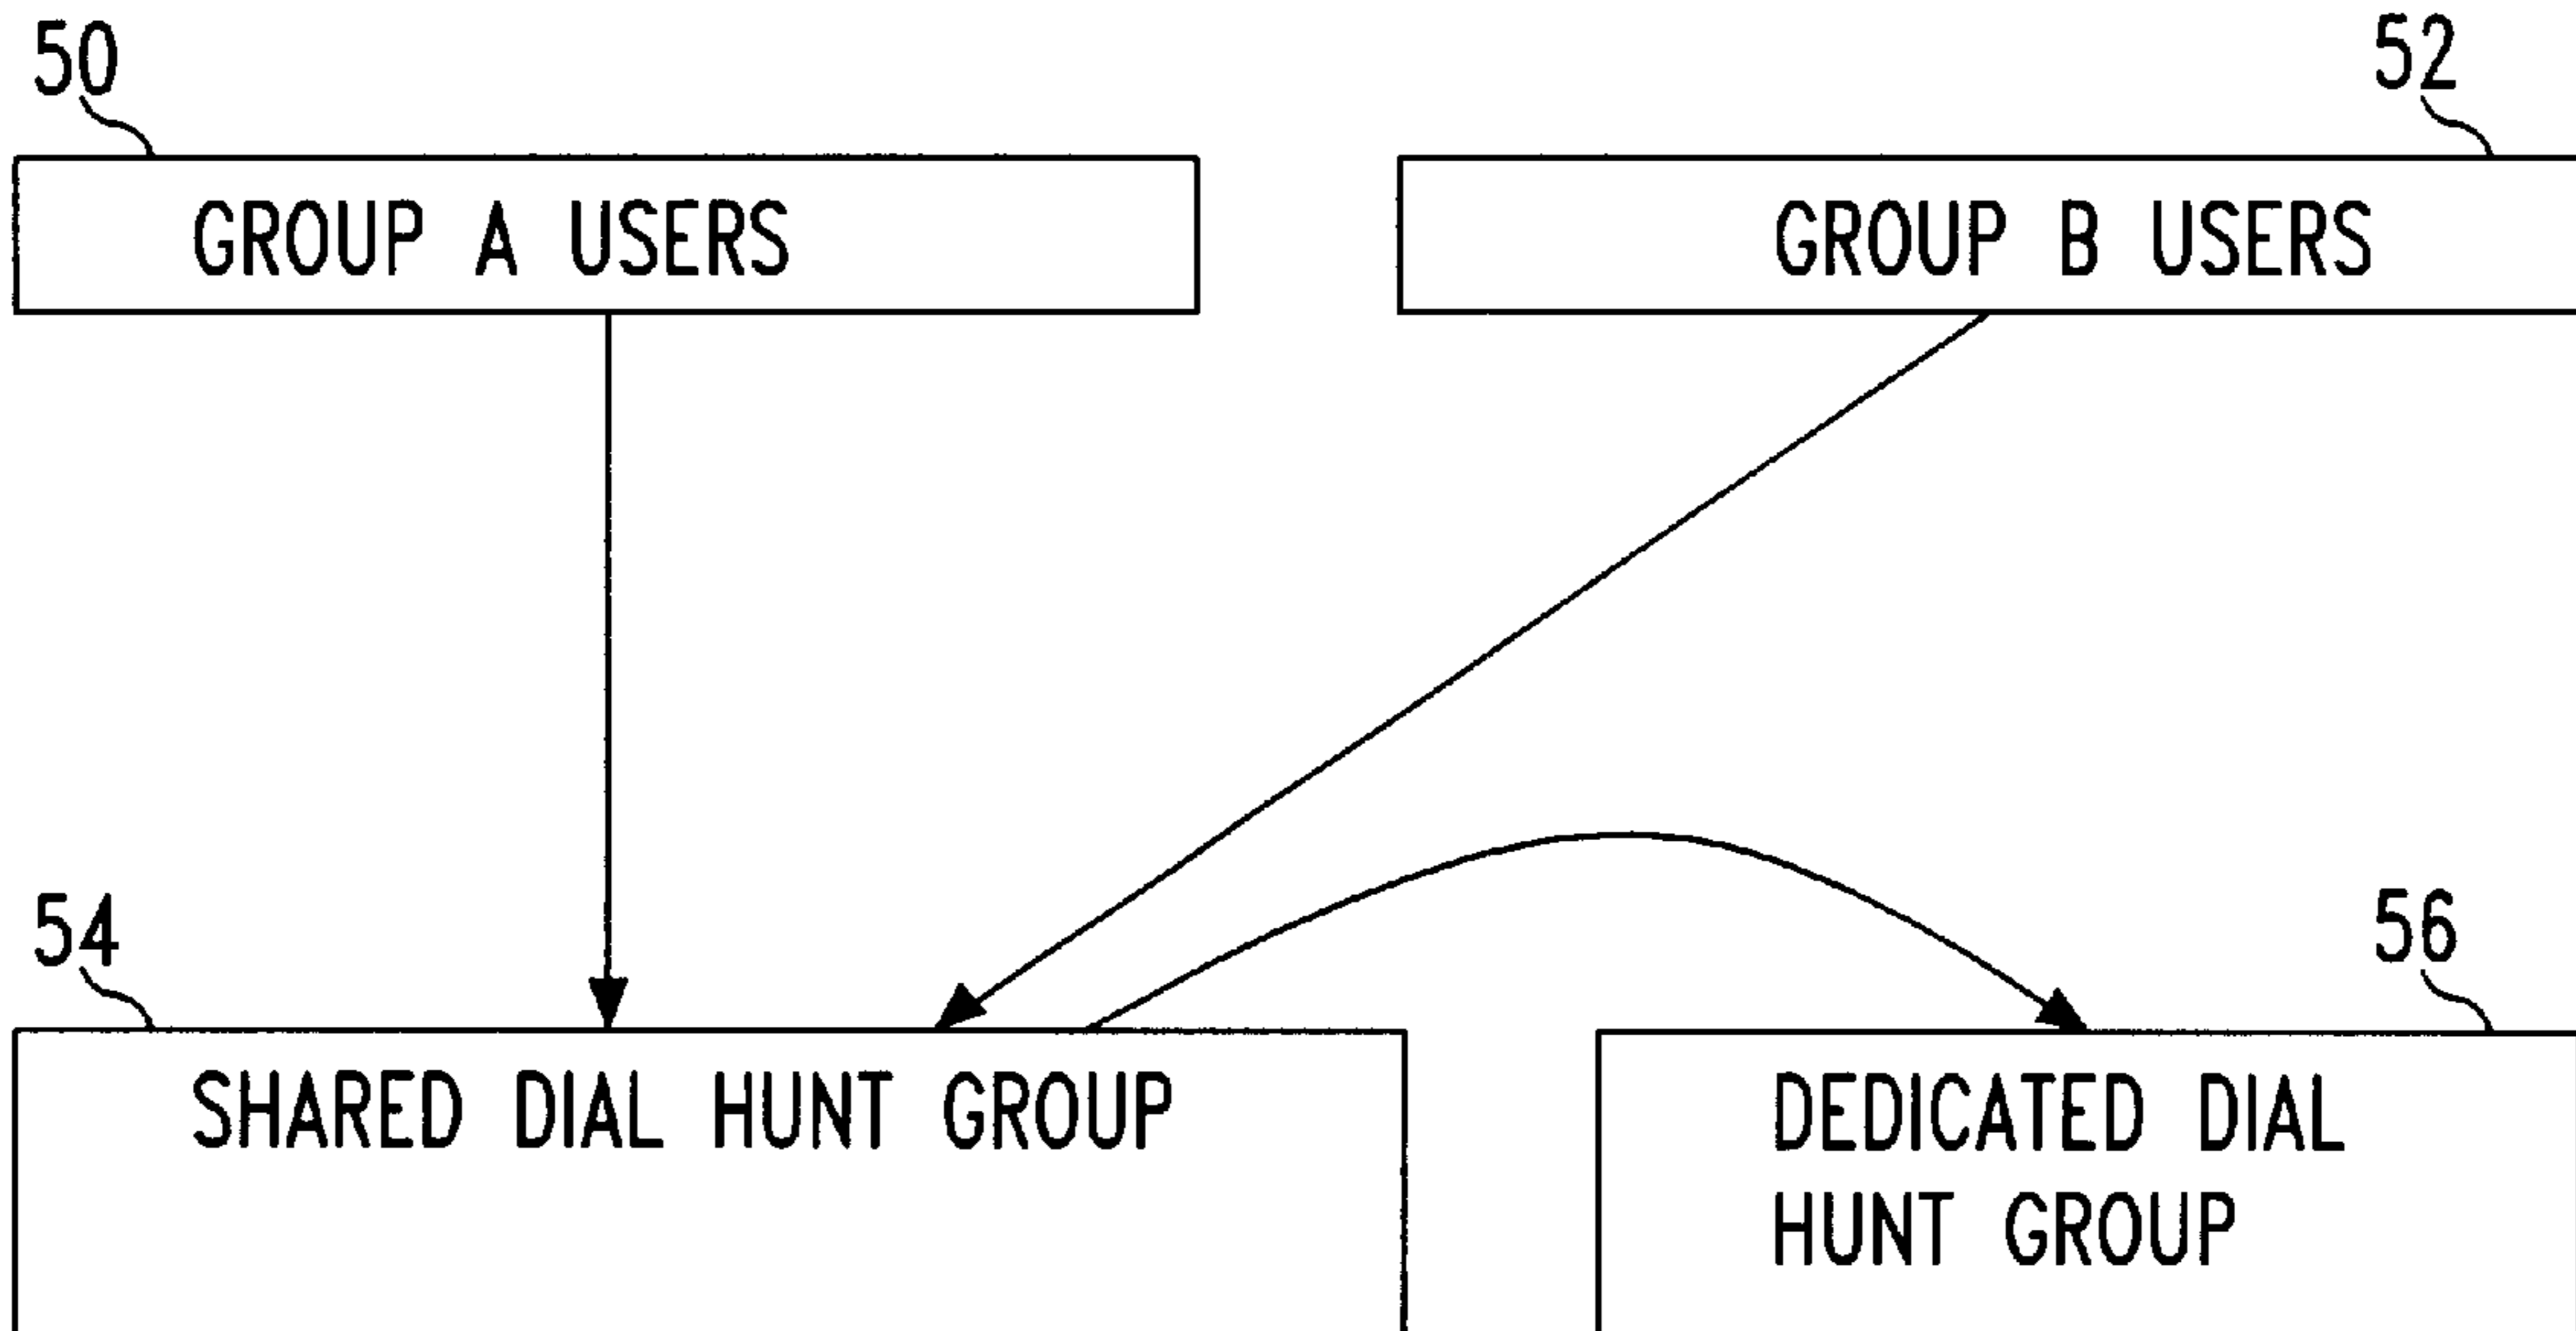 50
52
GROUP A USERS
GROUP B USERS
54
56
SHARED DIAL HUNT GROUP
DEDICATED DIAL
HUNT GROUP